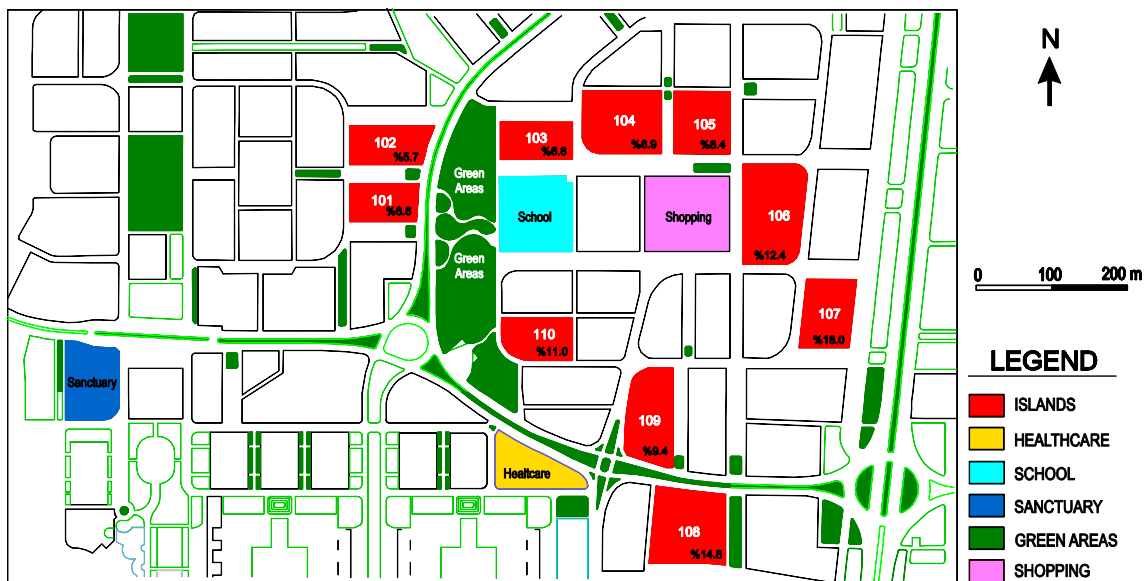 N
102
%5.7
103
%8.8
104
%8.9
105
%8.4
Green
Areas
101
%6.6
School
Shopping
106
%12.4
Green
Areas
0 100 200 m
107
%18.0
110
%11.0
LEGEND
Sanctuary
ISLANDS
109
%9.4
HEALTHCARE
Healtcare
SCHOOL
SANCTUARY
108
%14.6
GREEN AREAS
SHOPPING